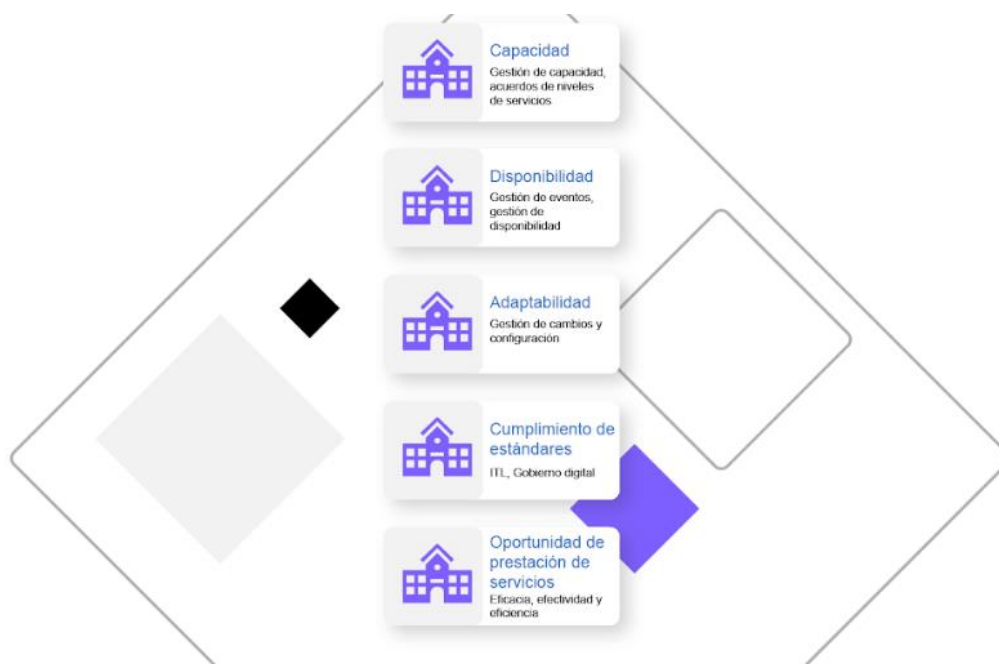 Capacidad
Gestión de capacidad,
acuerdos de niveles
de servicios
Disponibilidad
Gestión de eventos,
gestión de
disponibilidad
Adaptabilidad
Gestión de cambios y
configuración
Cumplimiento de
estándares
ITL, Gobierno digital
Oportunidad de
prestación de
servicios
Eficacia, efectividad y
eficiencia